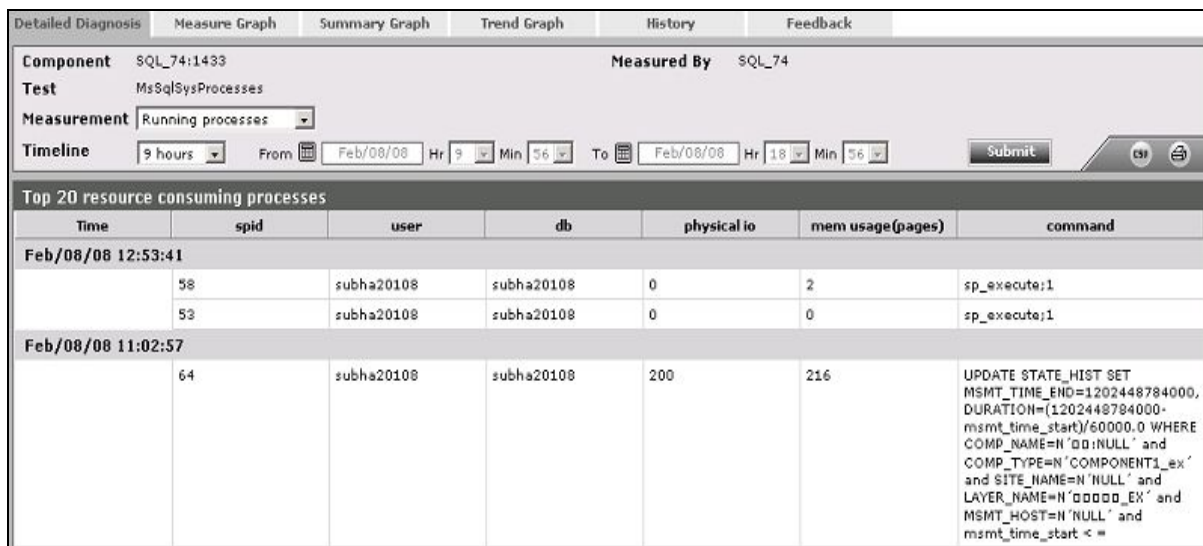 Detailed Diagnosis Measure Graph Summary Graph Trend Graph History Feedback
Component SQL_74:1433 Measured By SQL_74
Test MsSqlSysProcesses
Measurement Running processes
Timeline 9 hours From Feb/08/08 Hr 9 Min 56 To Feb/08/08 Hr 18 Min 56 Submit CSV
Top 20 resource consuming processes
Time spid user db physical io mem usage(pages) command
Feb/08/08 12:53:41
58 subha20108 subha20108 0 2 sp_execute;1
53 subha20108 subha20108 0 0 sp_execute;1
Feb/08/08 11:02:57
64 subha20108 subha20108 200 216 UPDATE STATE_HIST SET
MSMT_TIME_END=1202448784000,
DURATION=(1202448784000-
msmt_time_start)/60000.0 WHERE
COMP_NAME=N'▯▯:NULL' and
COMP_TYPE=N'COMPONENT1_ex'
and SITE_NAME=N'NULL' and
LAYER_NAME=N'▯▯▯▯▯_EX' and
MSMT_HOST=N'NULL' and
msmt_time_start < =